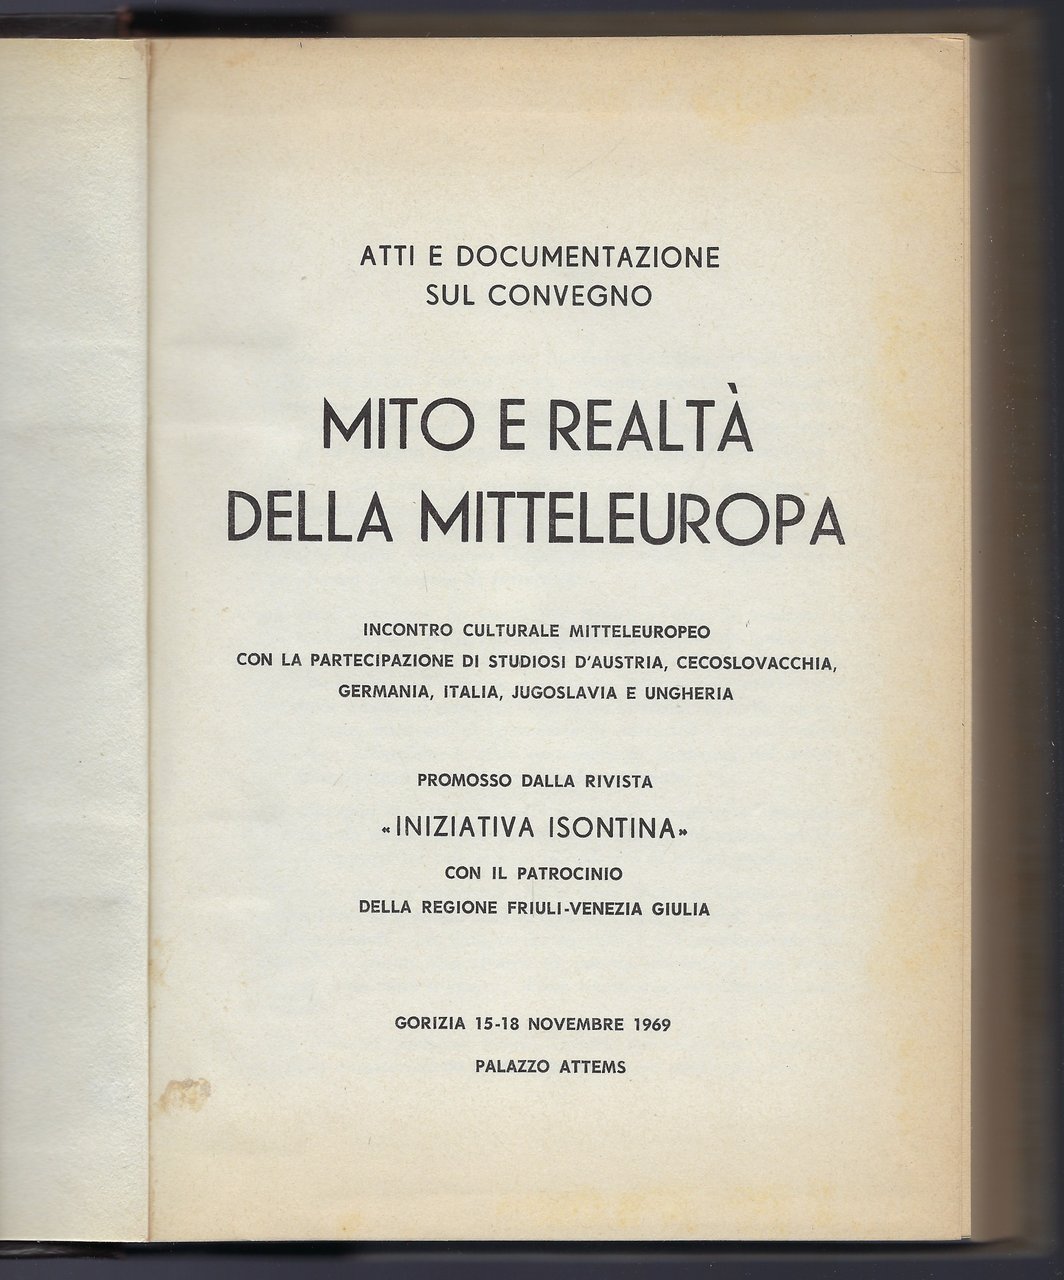 ATTI E DOCUMENTAZIONE
SUL CONVEGNO
MITO E REALTÀ
DELLA MITTELEUROPA
INCONTRO CULTURALE MITTELEUROPEO
CON LA PARTECIPAZIONE DI STUDIOSI D'AUSTRIA, CECOSLOVACCHIA,
GERMANIA, ITALIA, JUGOSLAVIA E UNGHERIA
PROMOSSO DALLA RIVISTA
«INIZIATIVA ISONTINA»
CON IL PATROCINIO
DELLA REGIONE FRIULI-VENEZIA GIULIA
GORIZIA 15-18 NOVEMBRE 1969
PALAZZO ATTEMS